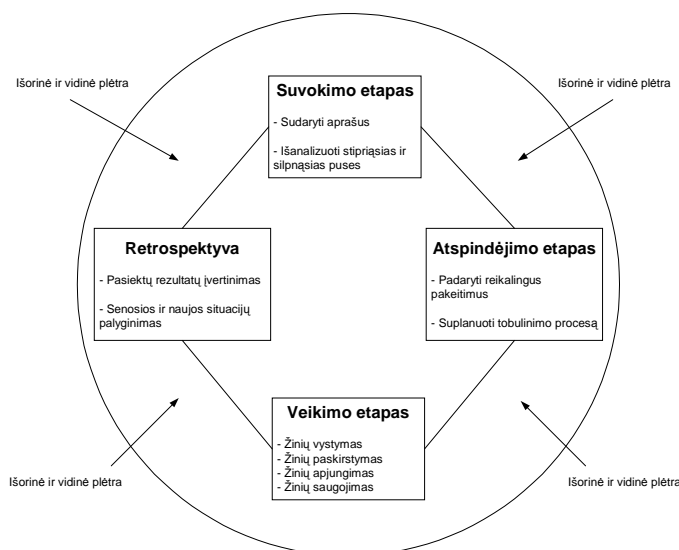 Išorinė ir vidinė plėtra
Išorinė ir vidinė plėtra
Suvokimo etapas
- Sudaryti aprašus
- Išanalizuoti stipriąsias ir
silpnąsias puses
Retrospektyva
- Pasiektų rezultatų įvertinimas
- Senosios ir naujos situacijų
palyginimas
Atspindėjimo etapas
- Padaryti reikalingus
pakeitimus
- Suplanuoti tobulinimo procesą
Veikimo etapas
- Žinių vystymas
- Žinių paskirstymas
- Žinių apjungimas
- Žinių saugojimas
Išorinė ir vidinė plėtra
Išorinė ir vidinė plėtra